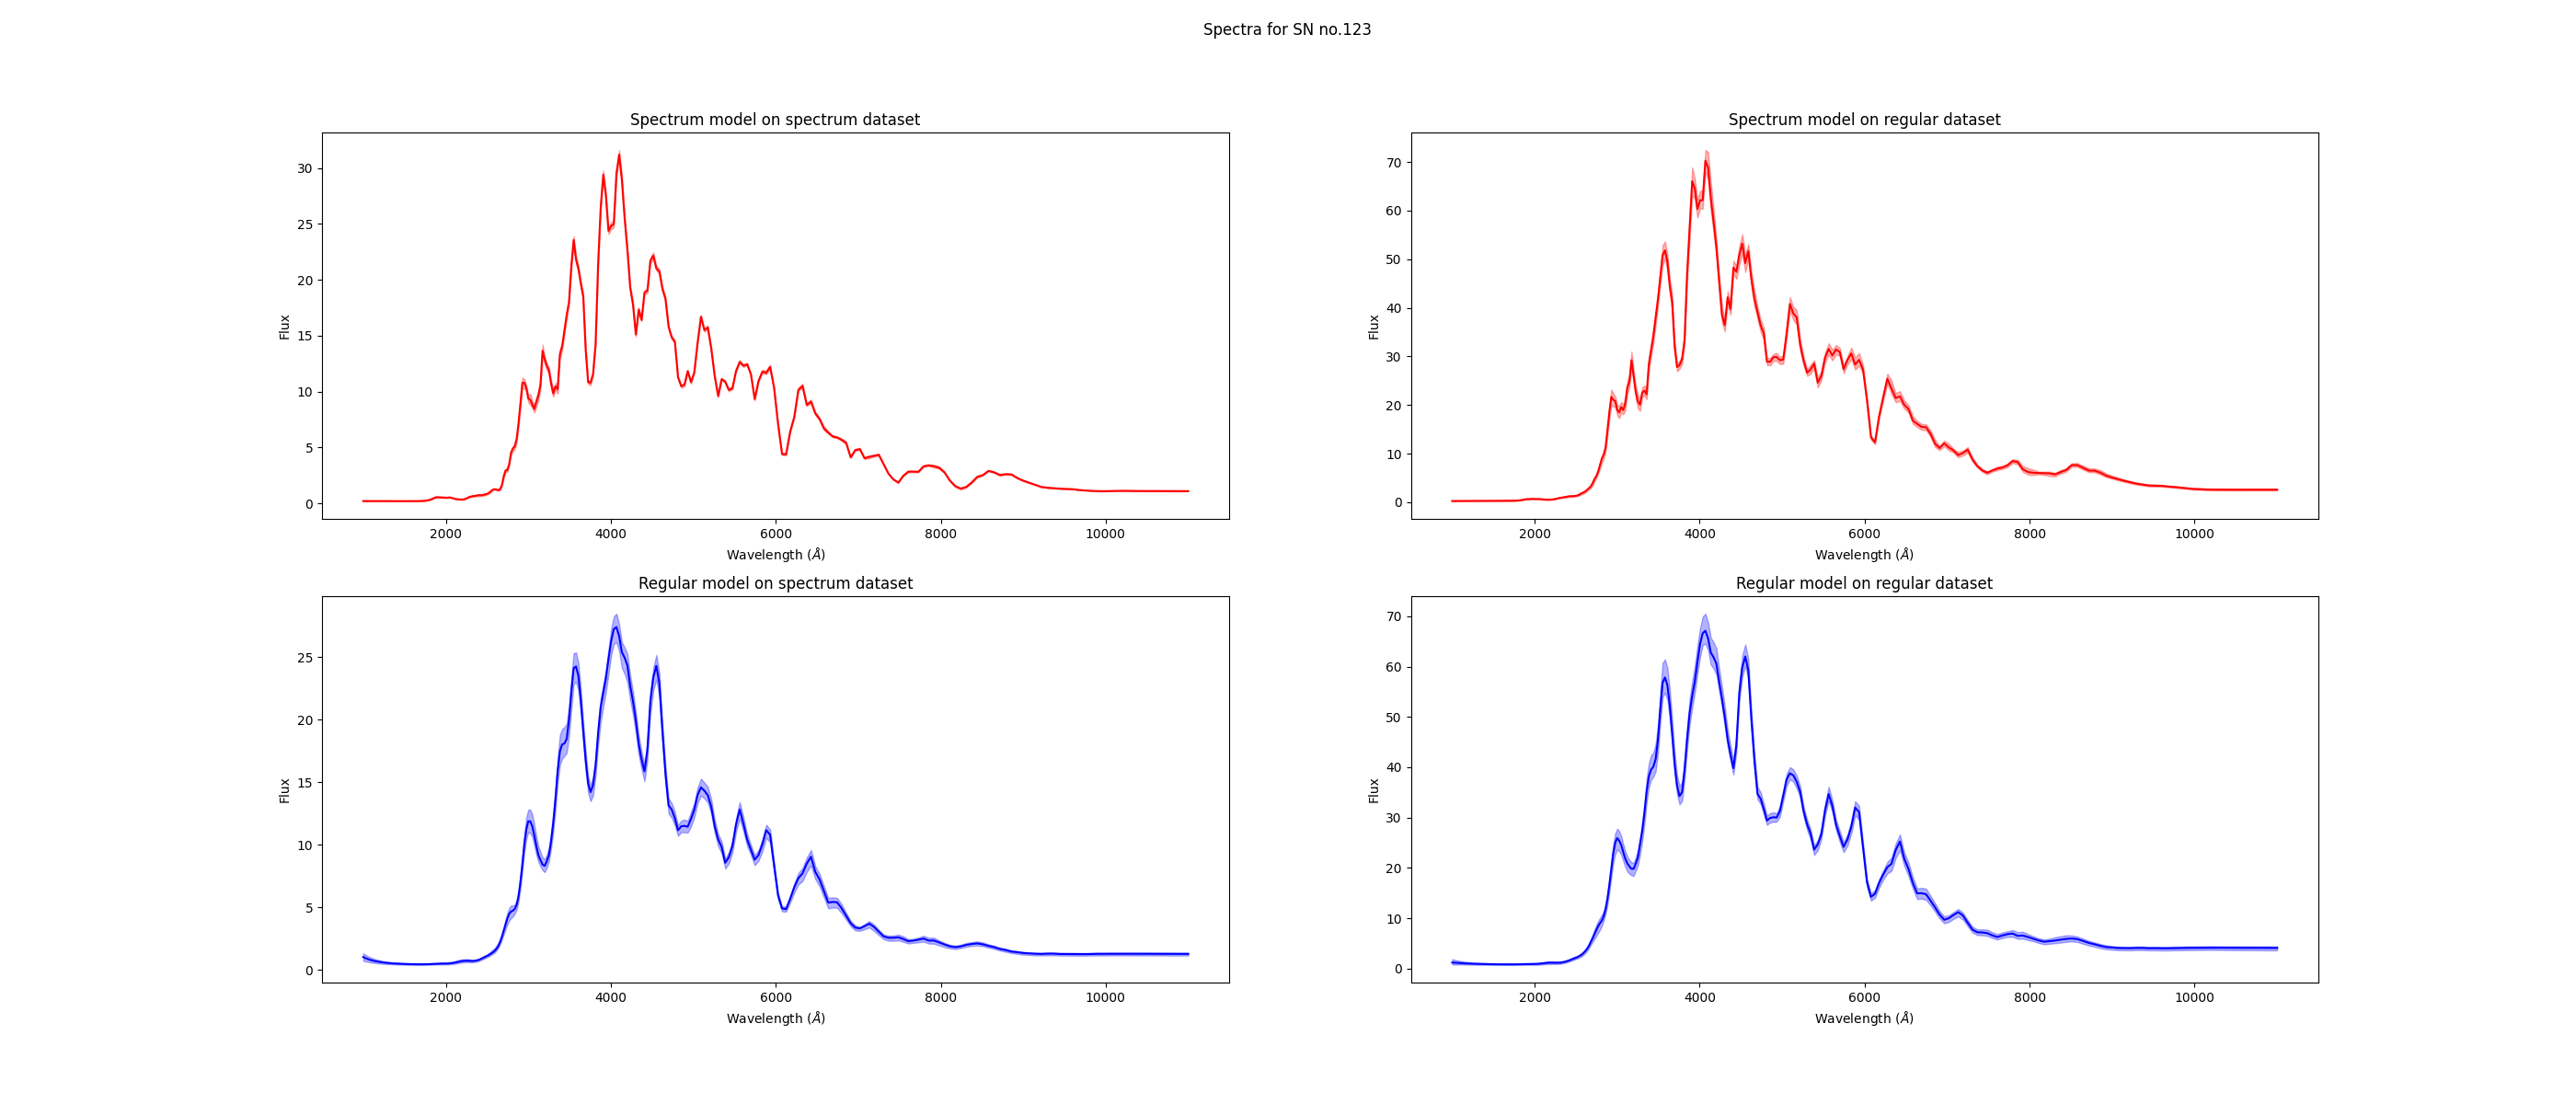 Spectra for SN no.123
Spectrum model on spectrum dataset
30
25
20
15
10
5
0
Flux
2000 4000 6000 8000 10000
Wavelength (Å)
Spectrum model on regular dataset
70
60
50
40
30
20
10
0
Flux
2000 4000 6000 8000 10000
Wavelength (Å)
Regular model on spectrum dataset
25
20
15
10
5
0
Flux
2000 4000 6000 8000 10000
Wavelength (Å)
Regular model on regular dataset
70
60
50
40
30
20
10
0
Flux
2000 4000 6000 8000 10000
Wavelength (Å)